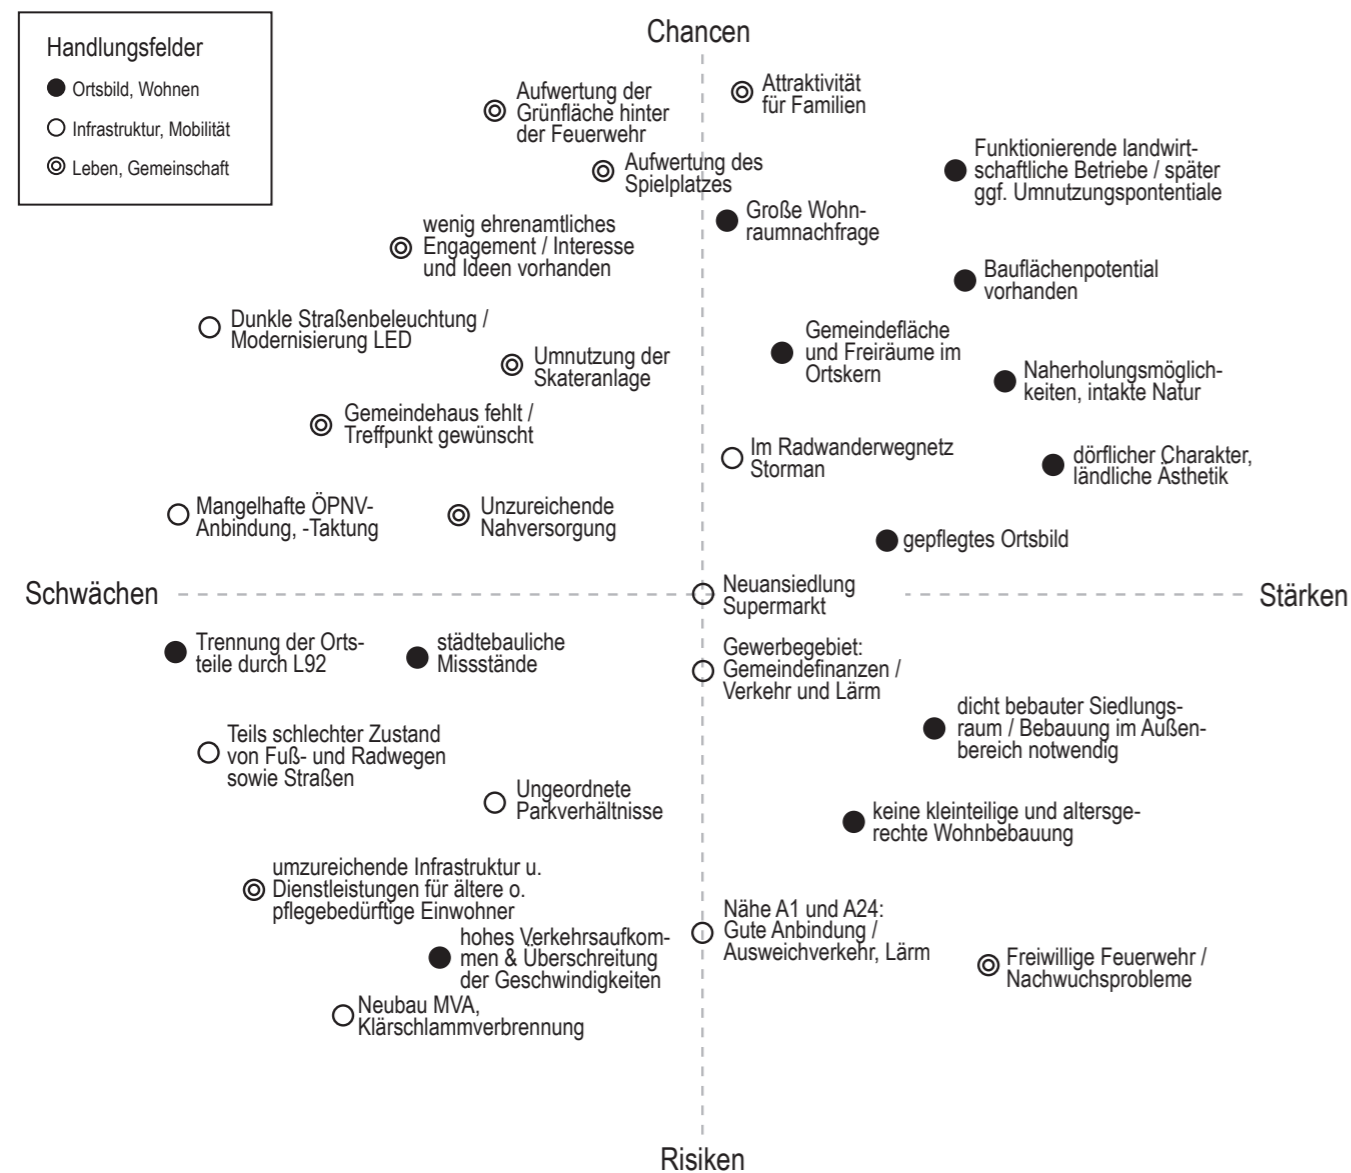 Handlungsfelder
Ortsbild, Wohnen
Infrastruktur, Mobilität
Leben, Gemeinschaft
Chancen
Aufwertung der
Grünfläche hinter
der Feuerwehr
Attraktivität
für Familien
Aufwertung des
Spielplatzes
Funktionierende landwirt-
schaftliche Betriebe / später
ggf. Umnutzungspotentiale
Große Wohn-
raumnachfrage
wenig ehrenamtliches
Engagement / Interesse
und Ideen vorhanden
Bauflächenpotential
vorhanden
Dunkle Straßenbeleuchtung /
Modernisierung LED
Gemeindefläche
und Freiräume im
Ortskern
Umnutzung der
Skateranlage
Naherholungsmöglich-
keiten, intakte Natur
Gemeindehaus fehlt /
Treffpunkt gewünscht
Im Radwanderwegnetz
Storman
dörflicher Charakter,
ländliche Ästhetik
Mangelhafte ÖPNV-
Anbindung, -Taktung
Unzureichende
Nahversorgung
gepflegtes Ortsbild
Schwächen
Neuansiedlung
Supermarkt
Stärken
Trennung der Orts-
teile durch L92
städtebauliche
Missstände
Gewerbegebiet:
Gemeindefinanzen /
Verkehr und Lärm
dicht bebauter Siedlungs-
raum / Bebauung im Außen-
bereich notwendig
Teils schlechter Zustand
von Fuß- und Radwegen
sowie Straßen
Ungeordnete
Parkverhältnisse
keine kleinteilige und altersge-
rechte Wohnbebauung
umzureichende Infrastruktur u.
Dienstleistungen für ältere o.
pflegebedürftige Einwohner
Nähe A1 und A24:
Gute Anbindung /
Ausweichverkehr, Lärm
hohes Verkehrsaufkom-
men & Überschreitung
der Geschwindigkeiten
Freiwillige Feuerwehr /
Nachwuchsprobleme
Neubau MVA,
Klärschlammverbrennung
Risiken